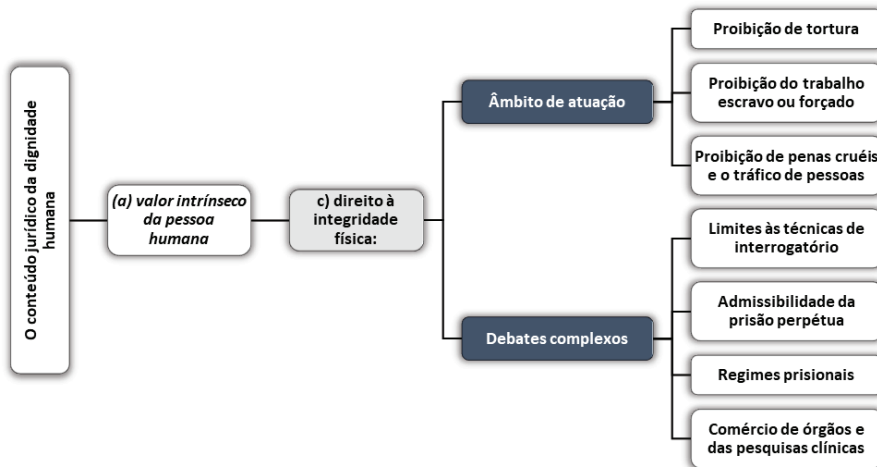 O conteúdo jurídico da dignidade
humana
(a) valor intrínseco
da pessoa
humana
c) direito à
integridade
física:
Âmbito de atuação
Proibição de tortura
Proibição do trabalho
escravo ou forçado
Proibição de penas cruéis
e o tráfico de pessoas
Debates complexos
Limites às técnicas de
interrogatório
Admissibilidade da
prisão perpétua
Regimes prisionais
Comércio de órgãos e
das pesquisas clínicas